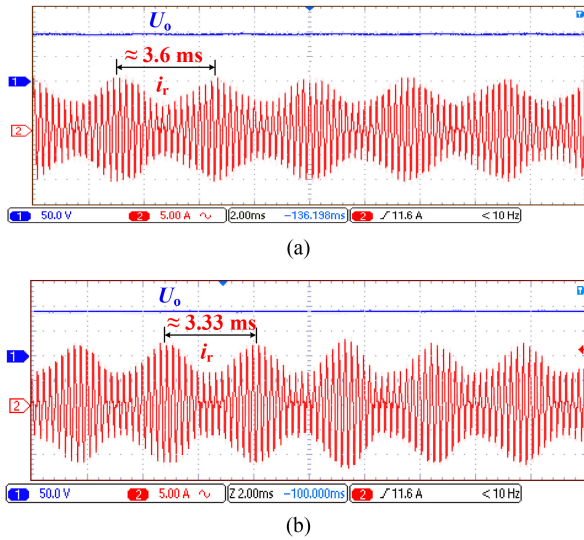 Uo
≈ 3.6 ms
ir
1
2
1 50.0 V 2 5.00 A ∿ 2.00ms −136.198ms 2 ∫ 11.6 A < 10 Hz
(a)
Uo
≈ 3.33 ms
ir
1
2
1 50.0 V 2 5.00 A ∿ Z 2.00ms −100.000ms 2 ∫ 11.6 A < 10 Hz
(b)